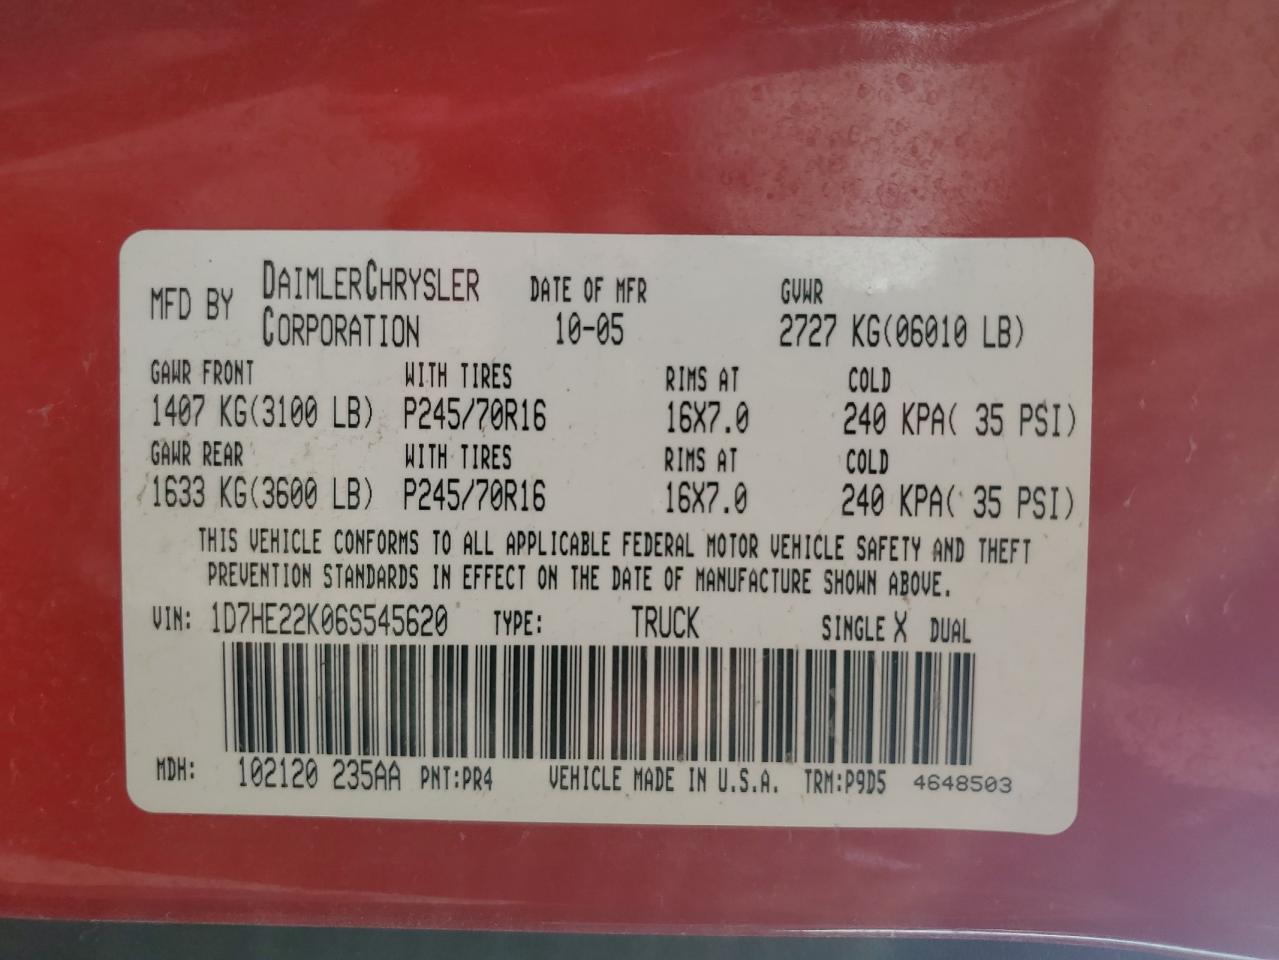 MFD BY DAIMLERCHRYSLER CORPORATION DATE OF MFR 10-05 GVWR 2727 KG(06010 LB)
GAWR FRONT WITH TIRES RIMS AT COLD
1407 KG(3100 LB) P245/70R16 16X7.0 240 KPA( 35 PSI)
GAWR REAR WITH TIRES RIMS AT COLD
1633 KG(3600 LB) P245/70R16 16X7.0 240 KPA( 35 PSI)
THIS VEHICLE CONFORMS TO ALL APPLICABLE FEDERAL MOTOR VEHICLE SAFETY AND THEFT
PREVENTION STANDARDS IN EFFECT ON THE DATE OF MANUFACTURE SHOWN ABOVE.
VIN: 1D7HE22K06S545620 TYPE: TRUCK SINGLE X DUAL
MDH: 102120 235AA PNT:PR4 VEHICLE MADE IN U.S.A. TRM:P9D5 4648503